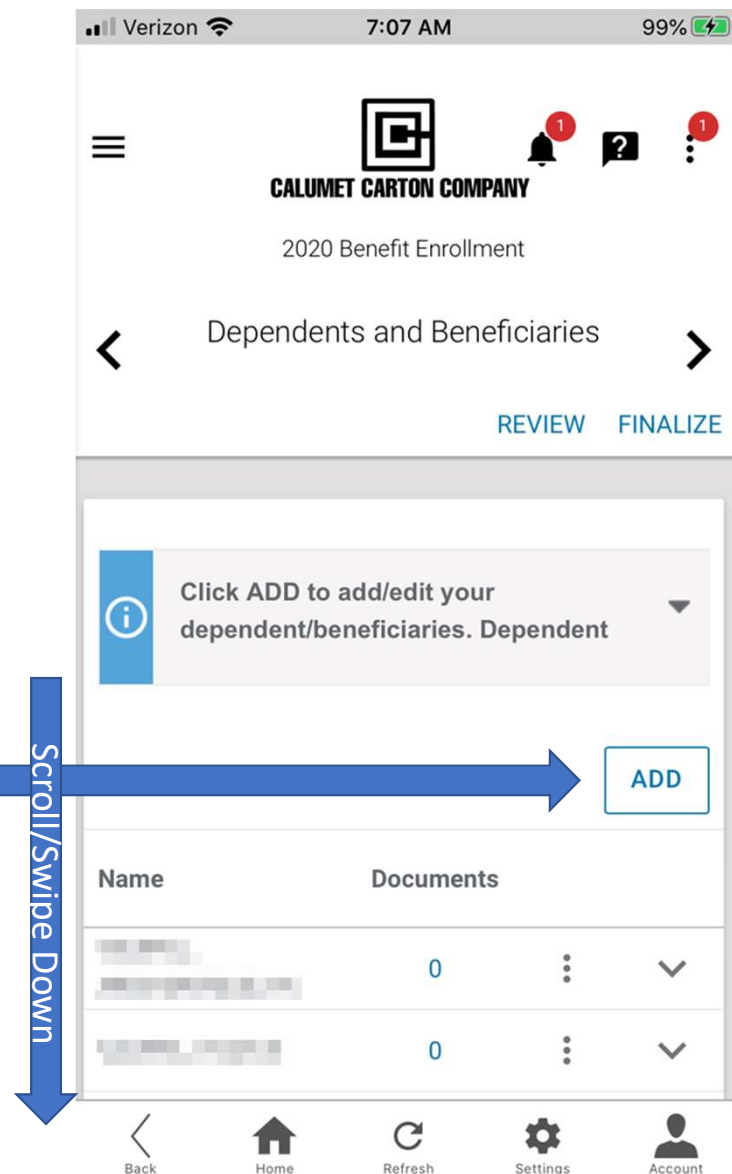 Verizon 7:07 AM 99%
1 ? 1
CALUMET CARTON COMPANY
2020 Benefit Enrollment
Dependents and Beneficiaries
REVIEW FINALIZE
Click ADD to add/edit your
dependent/beneficiaries. Dependent
Scroll/Swipe Down
ADD
Name Documents
0
0
Back Home Refresh Settings Account